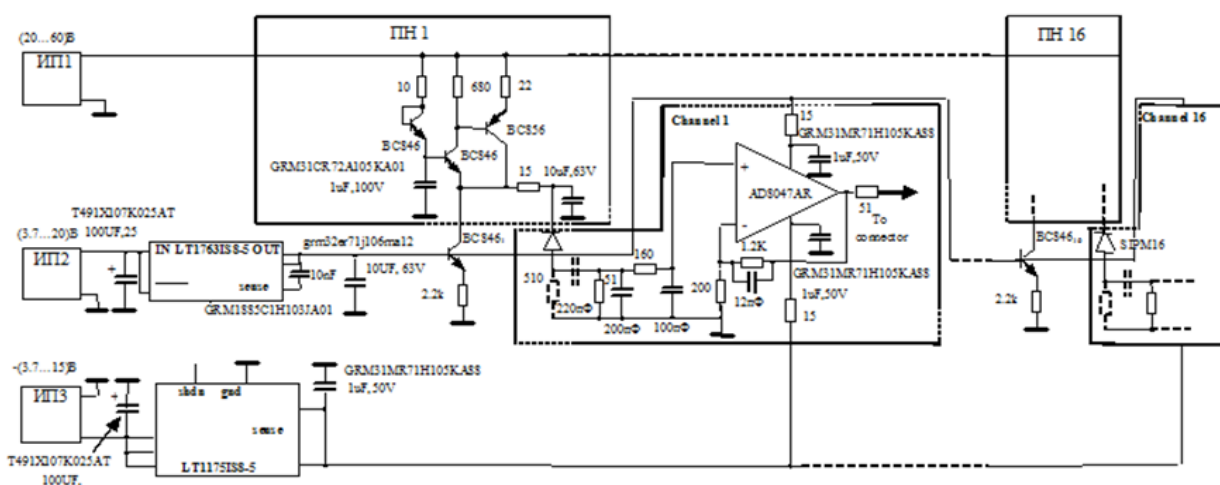 (20...60)В
ИП1
ПН 1
10
680
22
BC856
BC846
BC846
GRM31CR72A105KA01
1uF,100V
15
10uF,63V
ПН 16
Channel 1
15
GRM31MR71H105KA88
1uF,50V
+
AD8047AR
-
51
To
connector
1.2K
12пФ
GRM31MR71H105KA88
1uF,50V
15
Channel 16
BC846₁₆
SIPM16
2.2k
T491X107K025AT
100UF,25
(3.7...20)В
ИП2
+
IN LT1763IS8-5 OUT
sense
10nF
GRM1885C1H103JA01
grm32er71j106ma12
10UF, 63V
BC846₁
2.2k
510
220пФ
51
200пФ
160
100пФ
200
-(3.7...15)В
ИП3
+
T491X107K025AT
100UF,
shdn gnd
sense
LT1175IS8-5
GRM31MR71H105KA88
1uF,50V